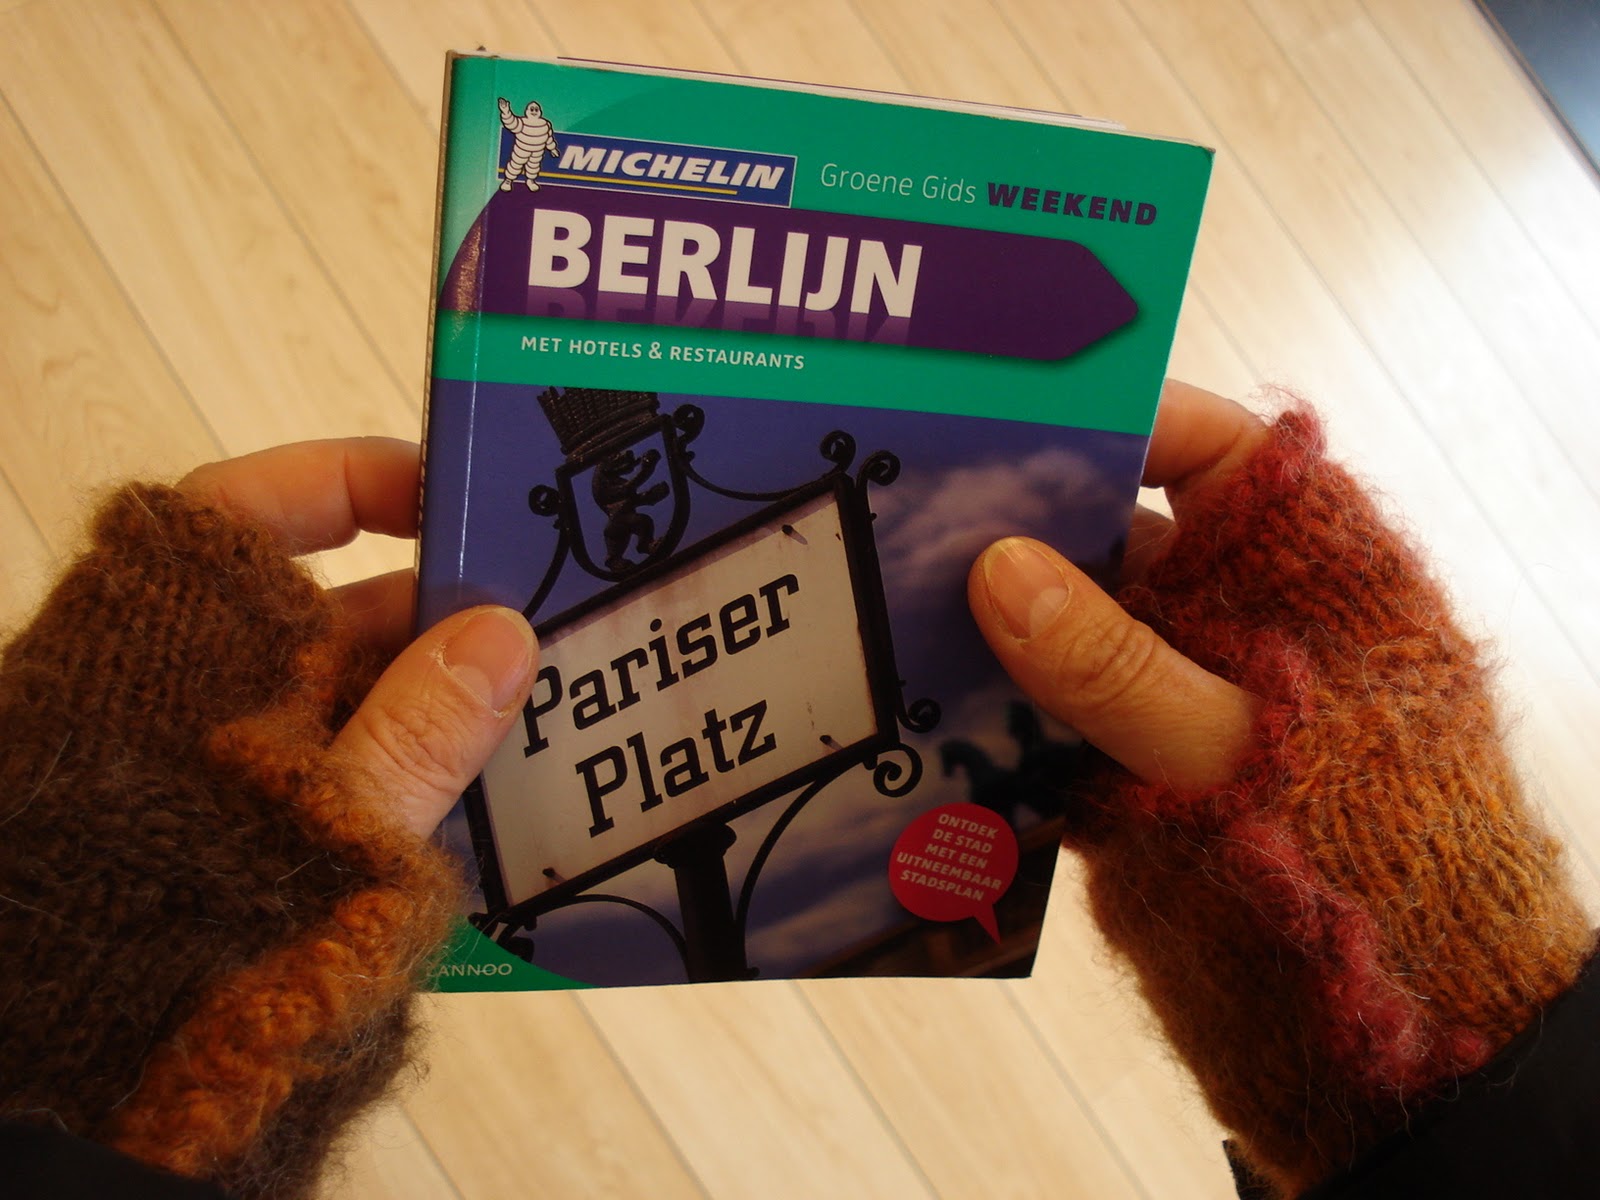 MICHELIN
Groene Gids WEEKEND
BERLIJN
MET HOTELS & RESTAURANTS
Pariser
Platz
ONTDEK
DE STAD
MET EEN
UITNEEMBAAR
STADSPLAN
LANNOO